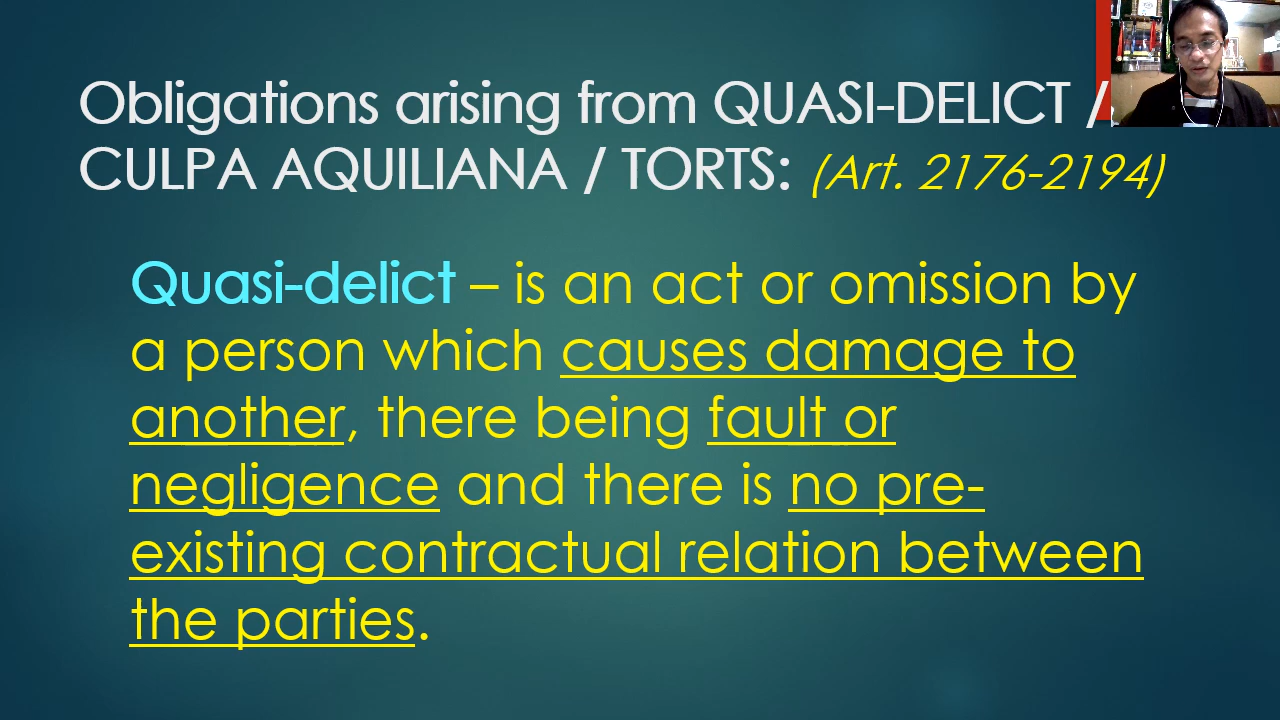 Obligations arising from QUASI-DELICT /
CULPA AQUILIANA / TORTS: (Art. 2176-2194)
Quasi-delict – is an act or omission by
a person which causes damage to
another, there being fault or
negligence and there is no pre-
existing contractual relation between
the parties.